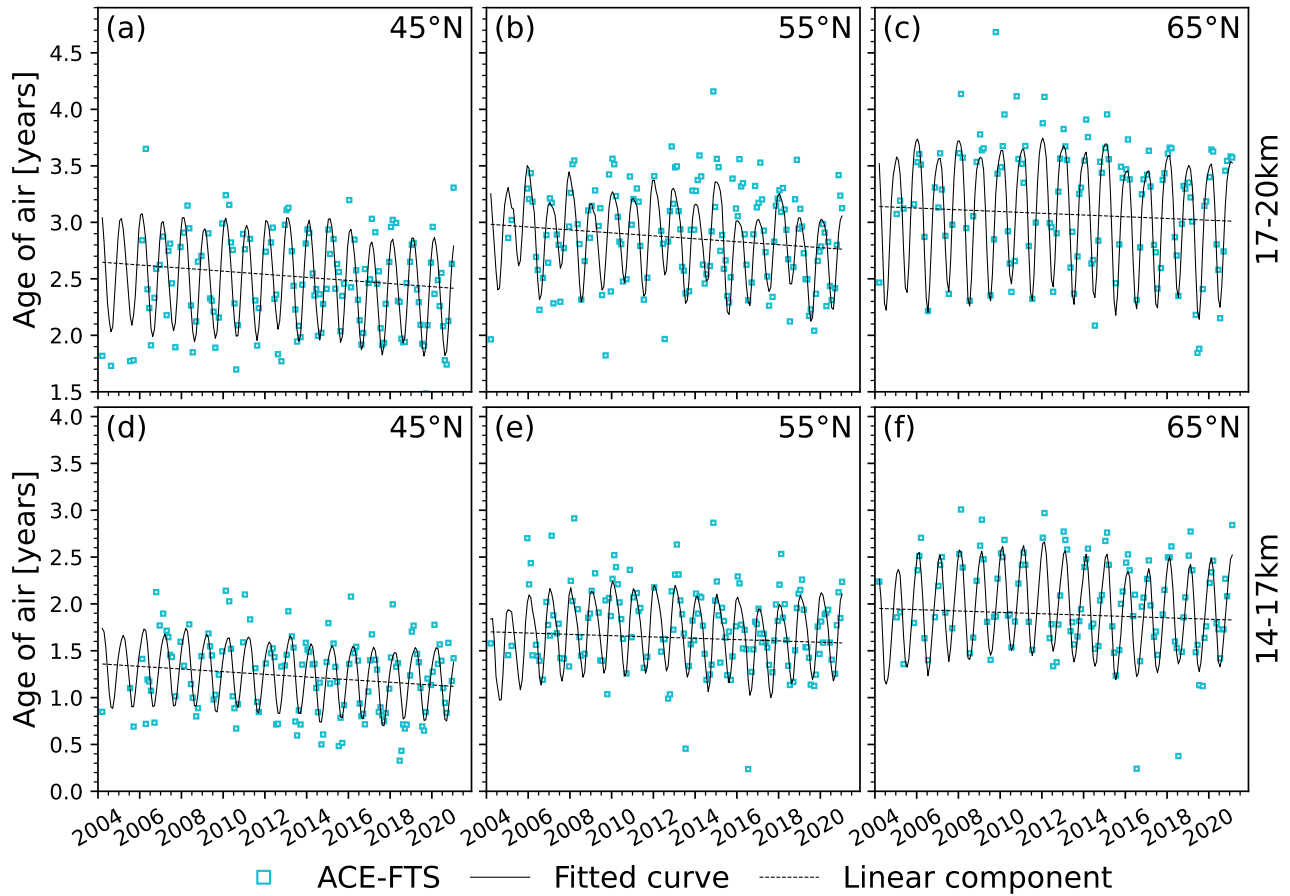 (a) 45°N
(b) 55°N
(c) 65°N
Age of air [years]
4.5
4.0
3.5
3.0
2.5
2.0
1.5
17-20km
(d) 45°N
(e) 55°N
(f) 65°N
Age of air [years]
4.0
3.5
3.0
2.5
2.0
1.5
1.0
0.5
0.0
14-17km
2004 2006 2008 2010 2012 2014 2016 2018 2020
2004 2006 2008 2010 2012 2014 2016 2018 2020
2004 2006 2008 2010 2012 2014 2016 2018 2020
ACE-FTS Fitted curve Linear component